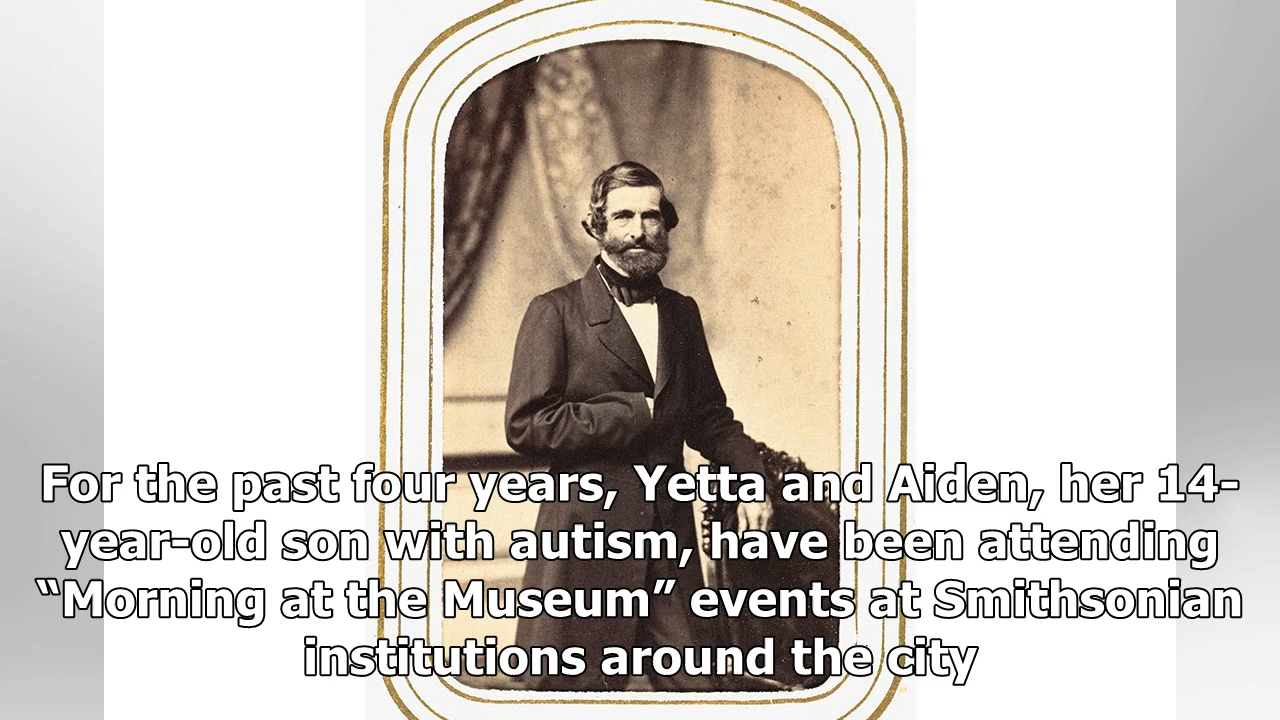 For the past four years, Yetta and Aiden, her 14-
year-old son with autism, have been attending
“Morning at the Museum” events at Smithsonian
institutions around the city